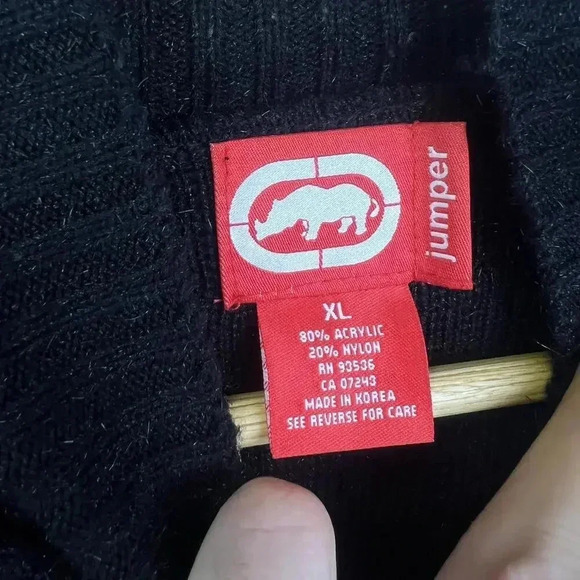 jumper
XL
80% ACRYLIC
20% NYLON
RN 93536
CA 07243
MADE IN KOREA
SEE REVERSE FOR CARE